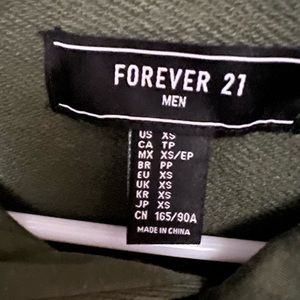 FOREVER 21
MEN
US XS
CA TP
MX XS/EP
BR PP
EU XS
UK XS
KR XS
JP XS
CN 165/90A
MADE IN CHINA